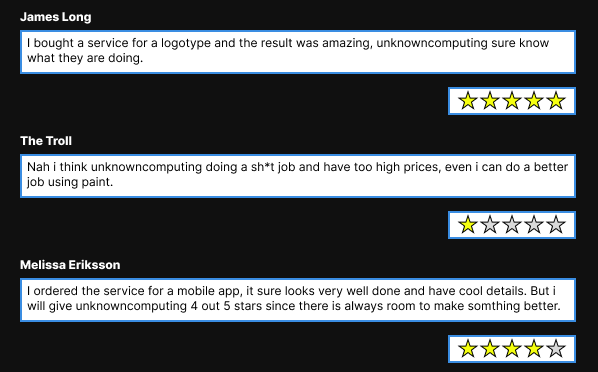 James Long
I bought a service for a logotype and the result was amazing, unknowncomputing sure know
what they are doing.
The Troll
Nah i think unknowncomputing doing a sh*t job and have too high prices, even i can do a better
job using paint.
Melissa Eriksson
I ordered the service for a mobile app, it sure looks very well done and have cool details. But i
will give unknowncomputing 4 out 5 stars since there is always room to make somthing better.